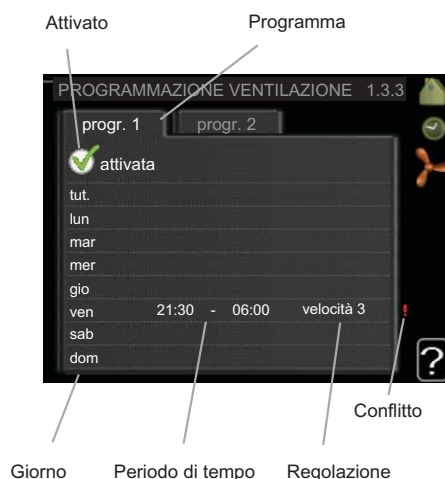 Attivato Programma
PROGRAMMAZIONE VENTILAZIONE 1.3.3
progr. 1 progr. 2
attivata
tut.
lun
mar
mer
gio
ven 21:30 - 06:00 velocità 3 !
sab
dom
?
Conflitto
Giorno Periodo di tempo Regolazione